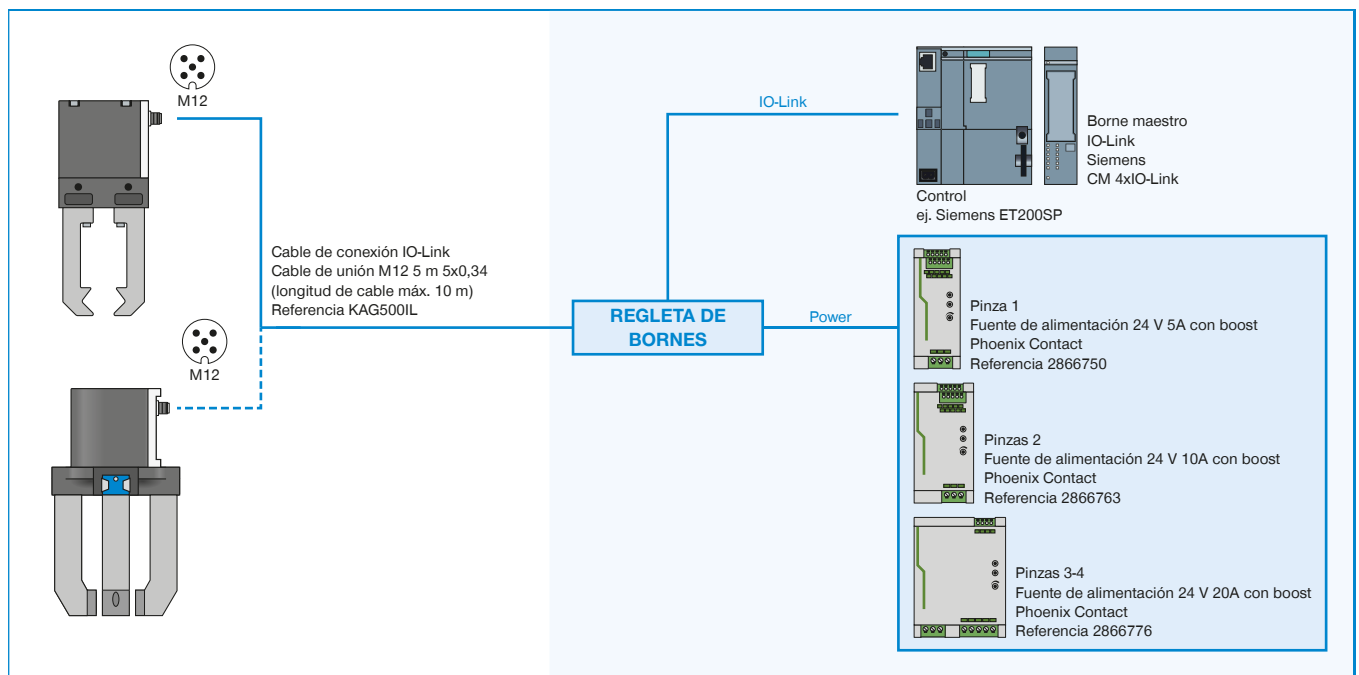 M12
M12
Cable de conexión IO-Link
Cable de unión M12 5 m 5x0,34
(longitud de cable máx. 10 m)
Referencia KAG500IL
REGLETA DE
BORNES
IO-Link
Power
Control
ej. Siemens ET200SP
Borne maestro
IO-Link
Siemens
CM 4xIO-Link
Pinza 1
Fuente de alimentación 24 V 5A con boost
Phoenix Contact
Referencia 2866750
Pinzas 2
Fuente de alimentación 24 V 10A con boost
Phoenix Contact
Referencia 2866763
Pinzas 3-4
Fuente de alimentación 24 V 20A con boost
Phoenix Contact
Referencia 2866776